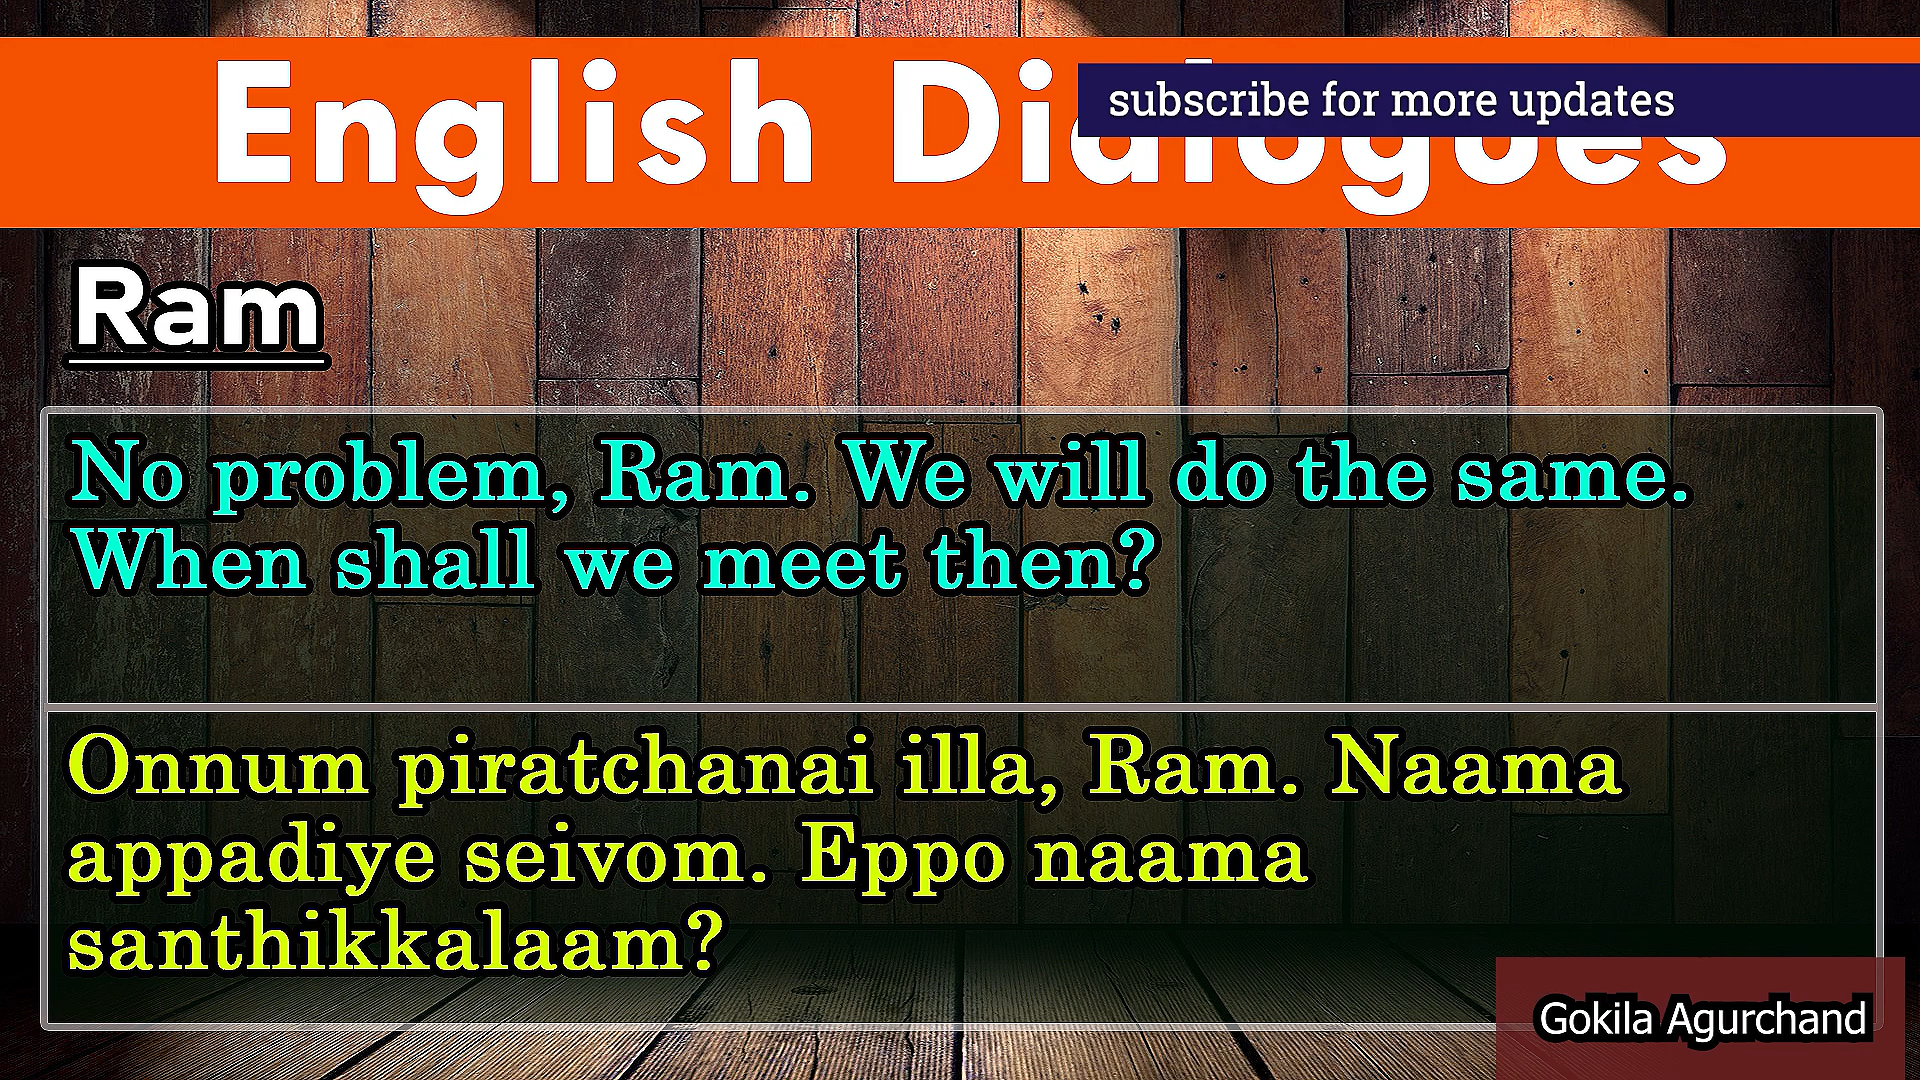 English Dialogues
subscribe for more updates
Ram
No problem, Ram. We will do the same.
When shall we meet then?
Onnum piratchanai illa, Ram. Naama
appadiye seivom. Eppo naama
santhikkalaam?
Gokila Agurchand